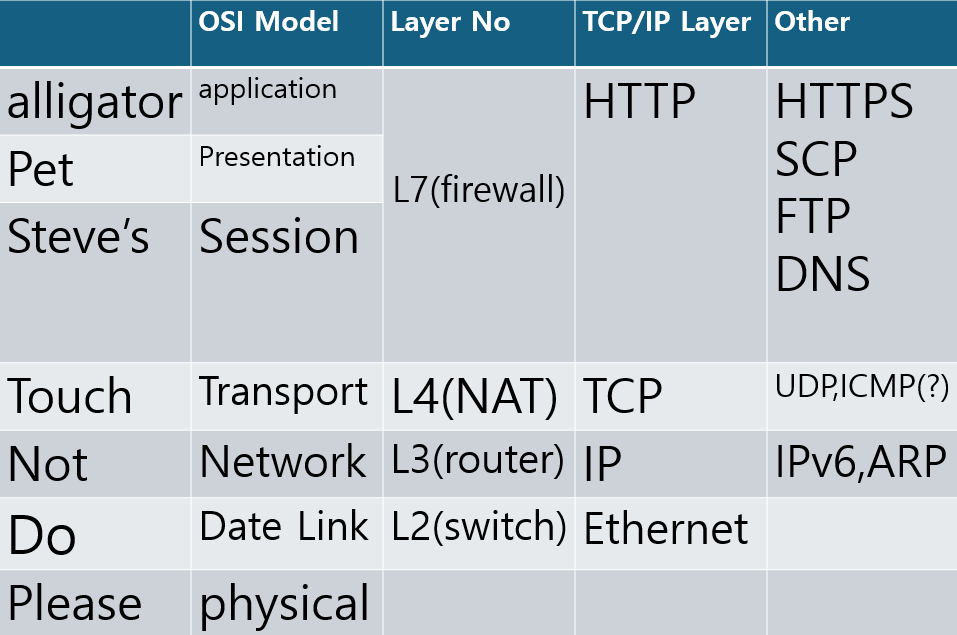 OSI Model Layer No TCP/IP Layer Other
alligator application L7(firewall) HTTP HTTPS
SCP
FTP
DNS
Pet Presentation
Steve’s Session
Touch Transport L4(NAT) TCP UDP,ICMP(?)
Not Network L3(router) IP IPv6,ARP
Do Date Link L2(switch) Ethernet
Please physical